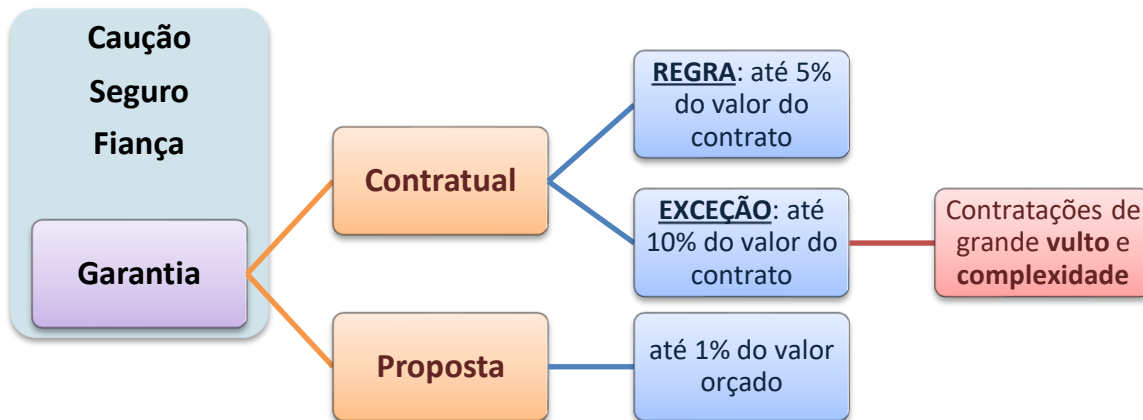 Caução
Seguro
Fiança
Garantia
Contratual
Proposta
REGRA: até 5%
do valor do
contrato
EXCEÇÃO: até
10% do valor do
contrato
até 1% do valor
orçado
Contratações de
grande vulto e
complexidade